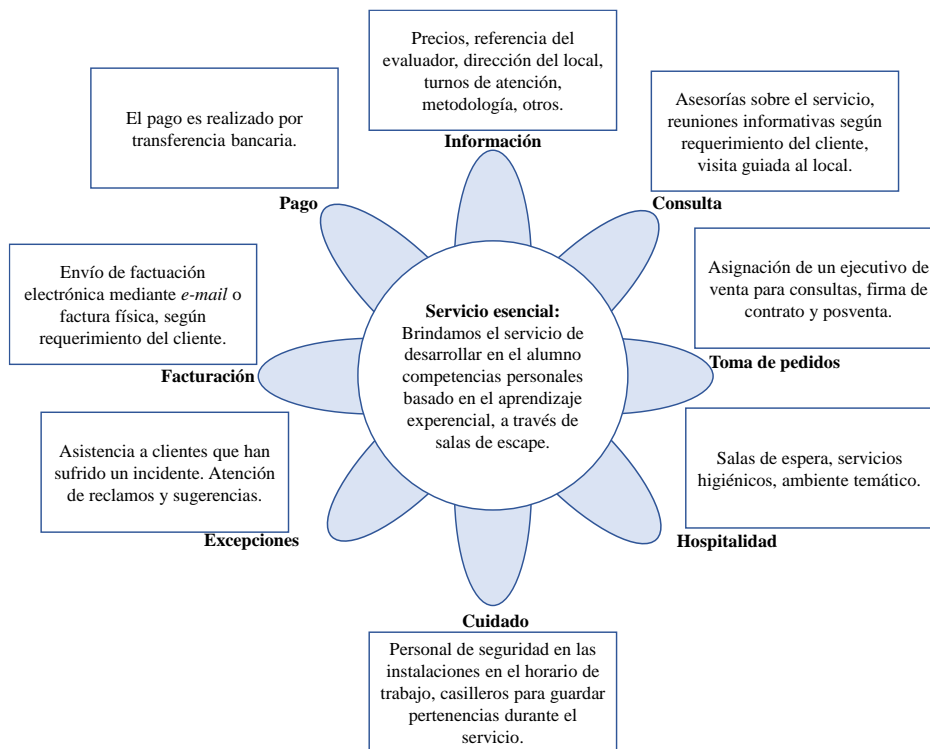 Precios, referencia del
evaluador, dirección del local,
turnos de atención,
metodología, otros.
Información
Asesorías sobre el servicio,
reuniones informativas según
requerimiento del cliente,
visita guiada al local.
Consulta
Asignación de un ejecutivo de
venta para consultas, firma de
contrato y posventa.
Toma de pedidos
Salas de espera, servicios
higiénicos, ambiente temático.
Hospitalidad
Cuidado
Personal de seguridad en las
instalaciones en el horario de
trabajo, casilleros para guardar
pertenencias durante el
servicio.
Asistencia a clientes que han
sufrido un incidente. Atención
de reclamos y sugerencias.
Excepciones
Envío de factuación
electrónica mediante e-mail o
factura física, según
requerimiento del cliente.
Facturación
El pago es realizado por
transferencia bancaria.
Pago
Servicio esencial:
Brindamos el servicio de
desarrollar en el alumno
competencias personales
basado en el aprendizaje
experencial, a través de
salas de escape.